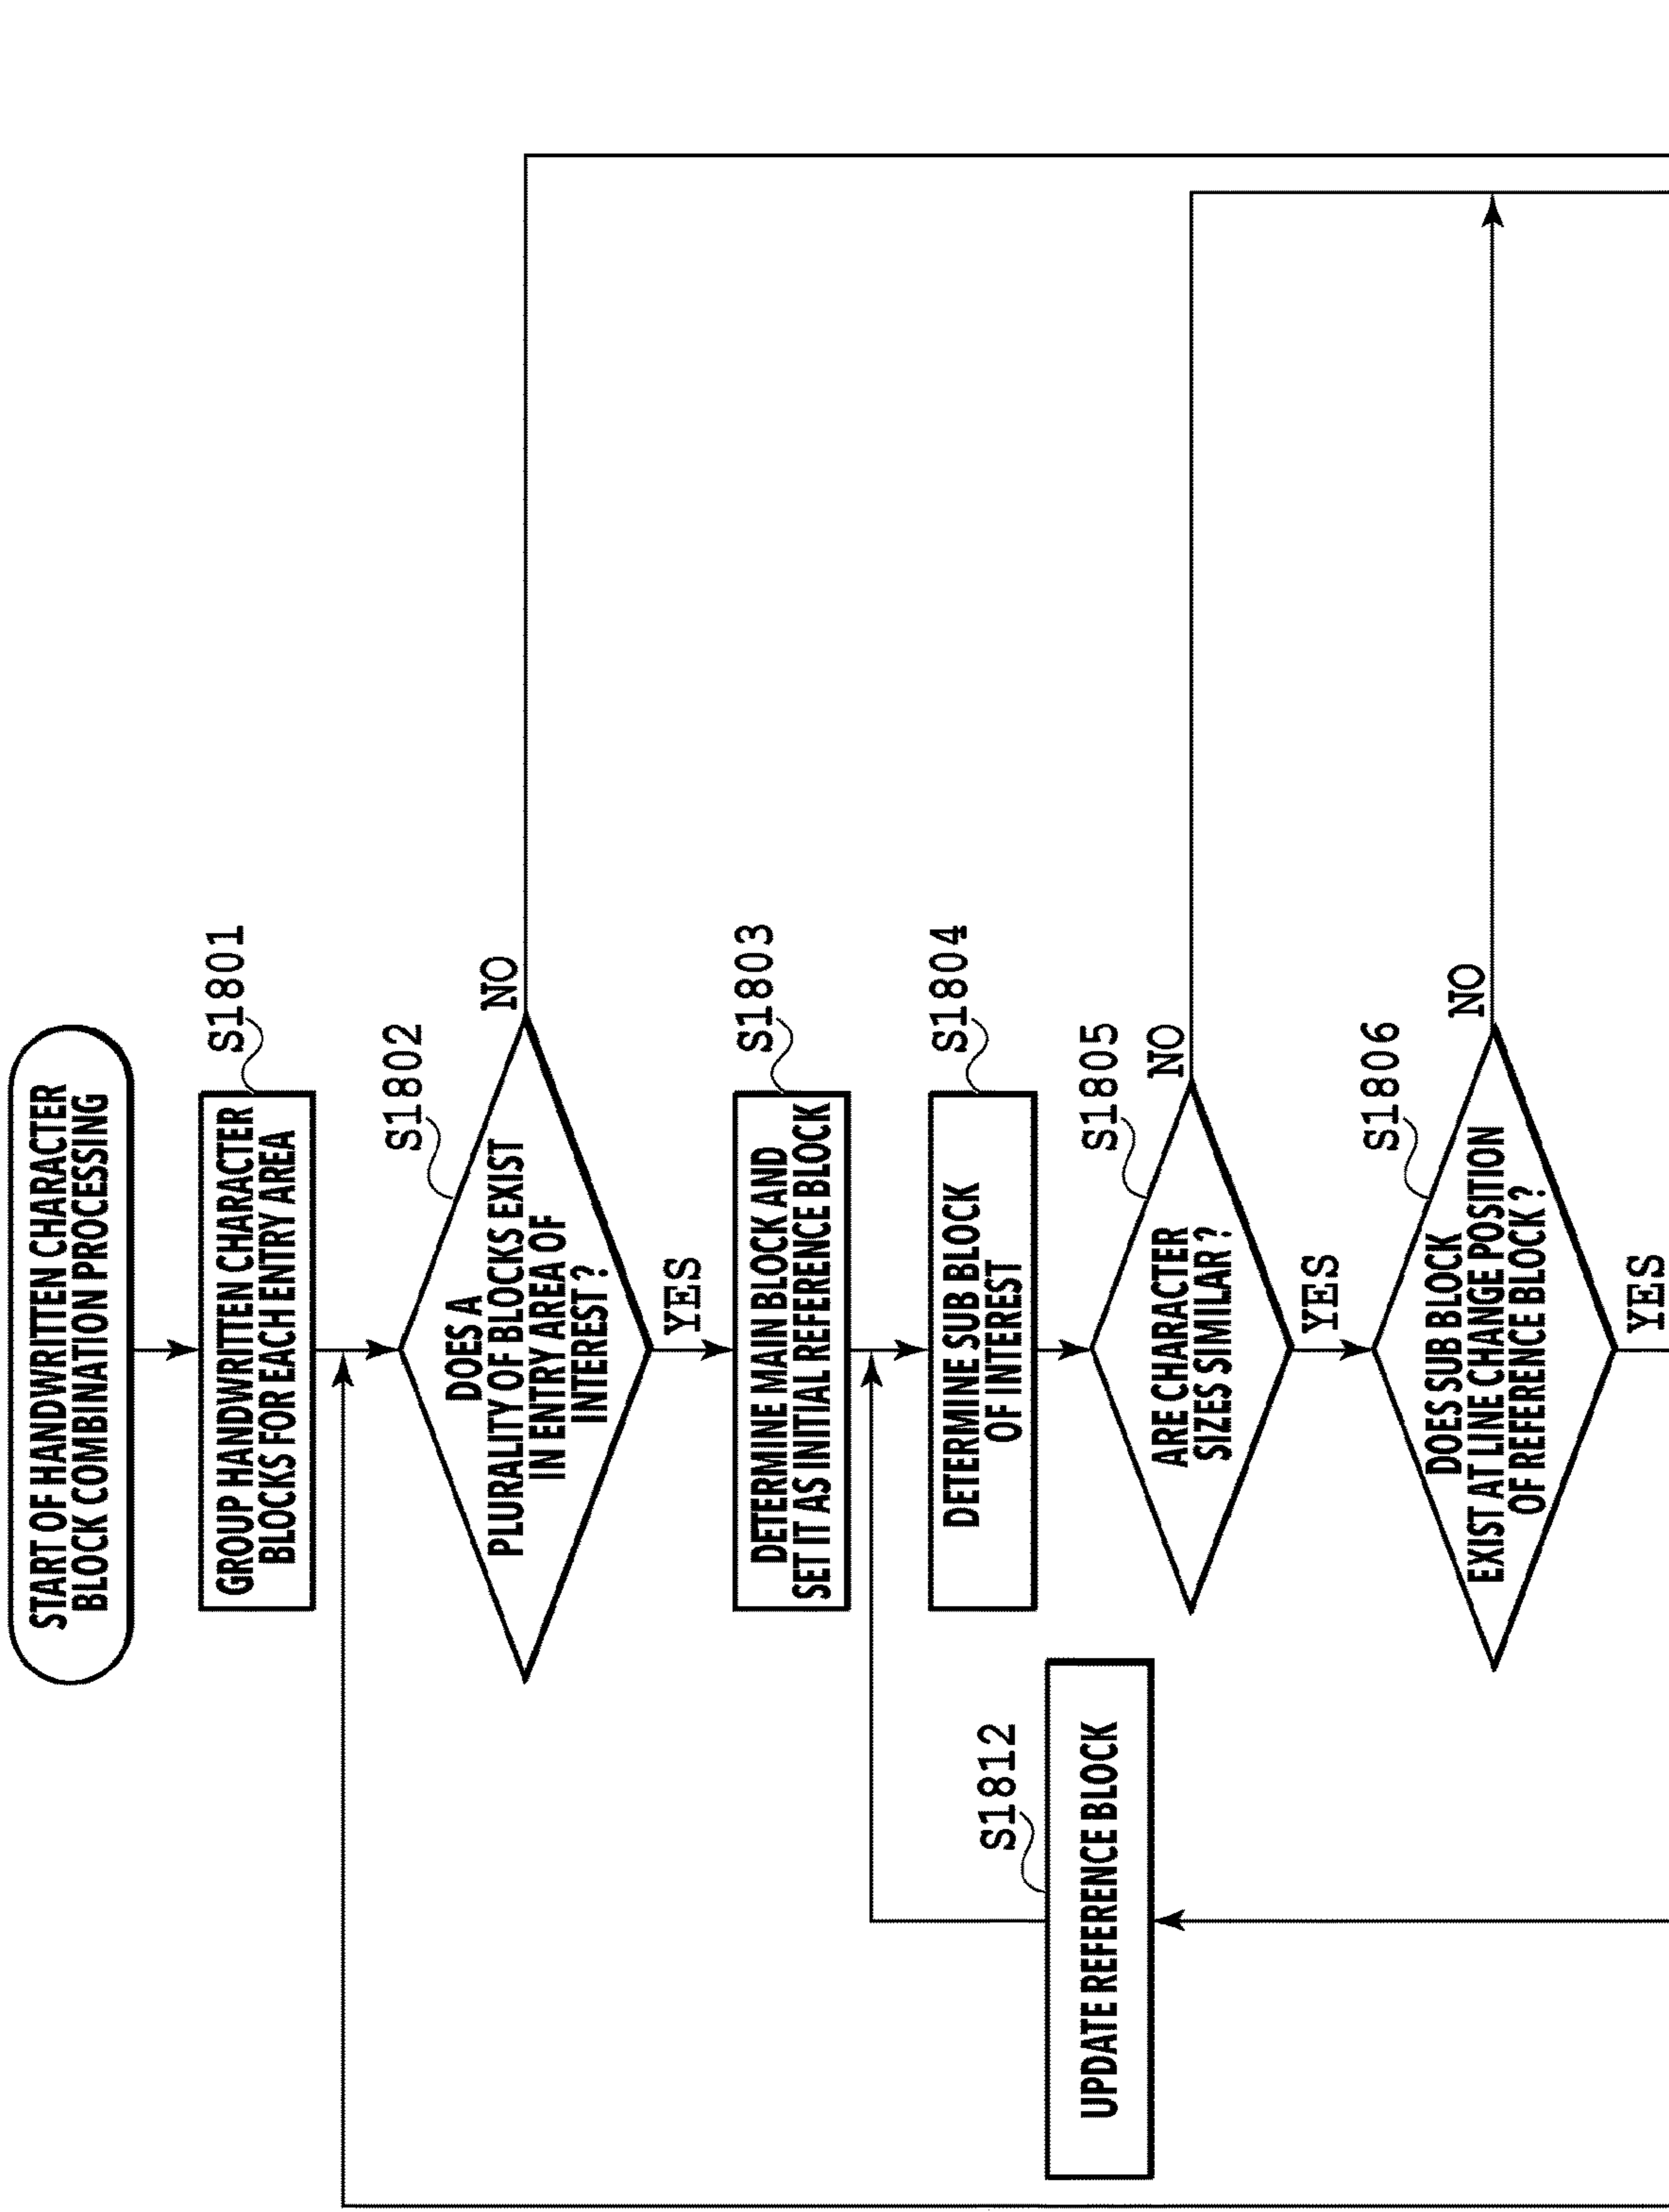 START OF HANDWRITTEN CHARACTER
BLOCK COMBINATION PROCESSING
S1801
GROUP HANDWRITTEN CHARACTER
BLOCKS FOR EACH ENTRY AREA
S1802
DOES A
PLURALITY OF BLOCKS EXIST
IN ENTRY AREA OF
INTEREST ?
NO
YES
S1803
DETERMINE MAIN BLOCK AND
SET IT AS INITIAL REFERENCE BLOCK
S1804
DETERMINE SUB BLOCK
OF INTEREST
S1812
UPDATE REFERENCE BLOCK
S1805
ARE CHARACTER
SIZES SIMILAR ?
NO
YES
S1806
DOES SUB BLOCK
EXIST AT LINE CHANGE POSITION
OF REFERENCE BLOCK ?
NO
YES